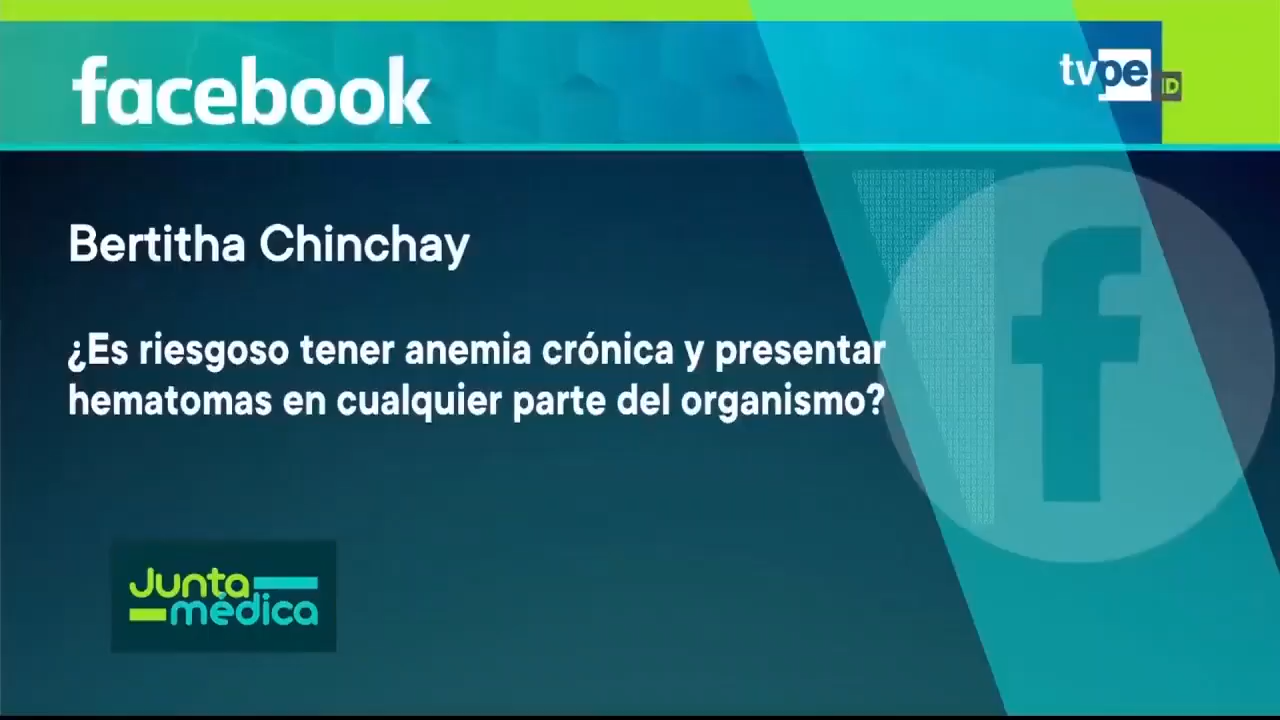 facebook
tvpe HD
Bertitha Chinchay
¿Es riesgoso tener anemia crónica y presentar
hematomas en cualquier parte del organismo?
f
Junta
médica